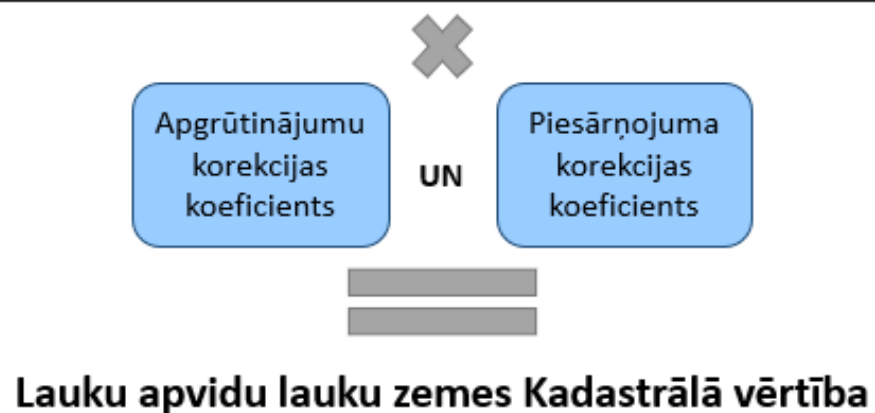 Apgrūtinājumu
korekcijas
koeficients
UN
Piesārņojuma
korekcijas
koeficients
Lauku apvidu lauku zemes Kadastrālā vērtība